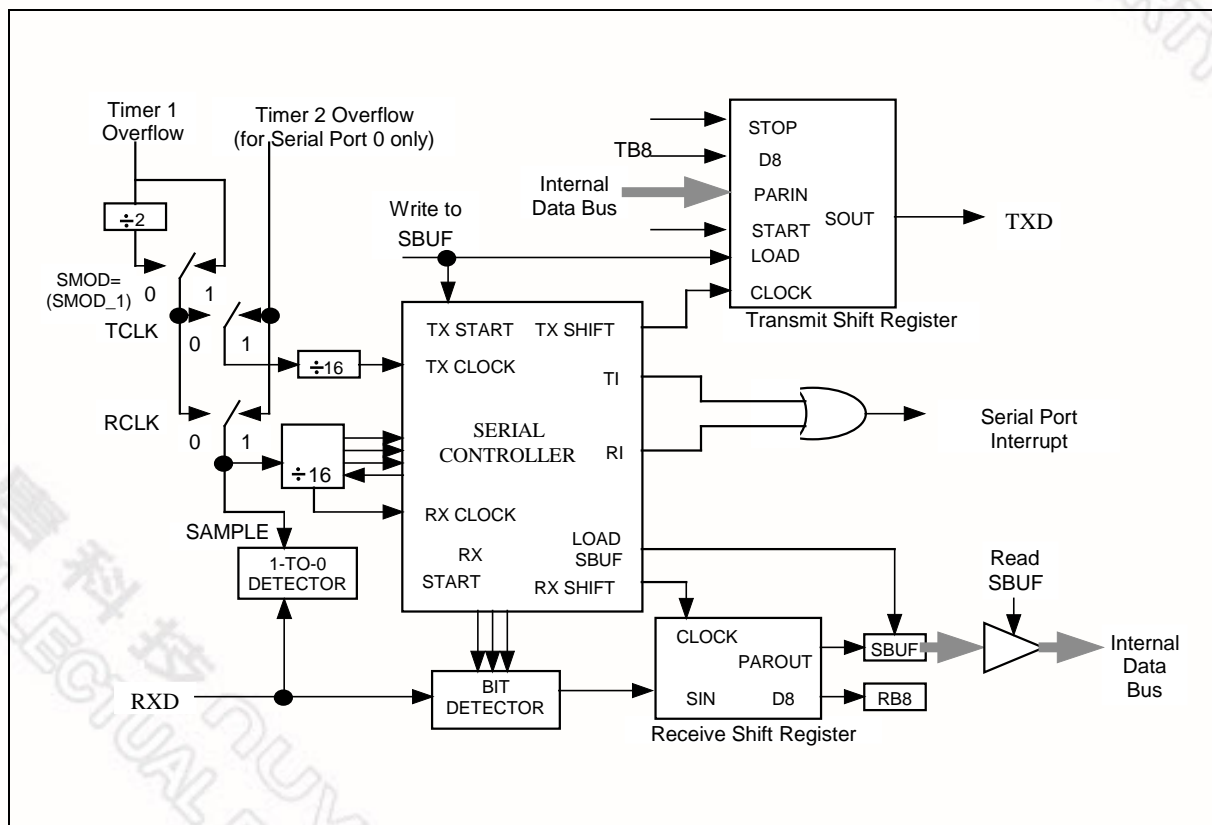 Timer 1
Overflow
Timer 2 Overflow
(for Serial Port 0 only)
÷2
SMOD=
(SMOD_1)
0
1
TCLK
0
1
RCLK
0
1
÷16
÷16
SAMPLE
1-TO-0
DETECTOR
RXD
Write to
SBUF
TX START
TX SHIFT
TX CLOCK
TI
SERIAL
CONTROLLER
RI
RX CLOCK
LOAD
SBUF
RX
START
RX SHIFT
BIT
DETECTOR
TB8
Internal
Data Bus
STOP
D8
PARIN
SOUT
START
LOAD
CLOCK
Transmit Shift Register
TXD
Serial Port
Interrupt
CLOCK
PAROUT
SIN
D8
Receive Shift Register
SBUF
RB8
Read
SBUF
Internal
Data
Bus
科技